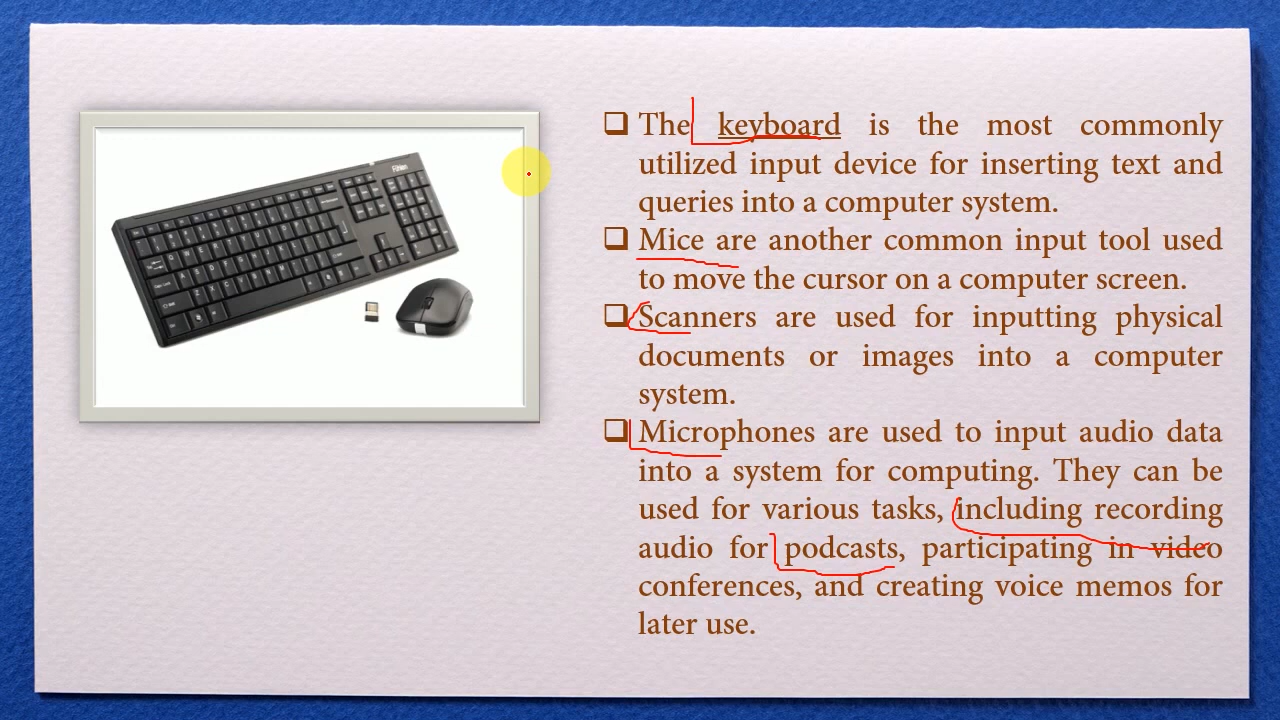 The keyboard is the most commonly
utilized input device for inserting text and
queries into a computer system.
Mice are another common input tool used
to move the cursor on a computer screen.
Scanners are used for inputting physical
documents or images into a computer
system.
Microphones are used to input audio data
into a system for computing. They can be
used for various tasks, including recording
audio for podcasts, participating in video
conferences, and creating voice memos for
later use.